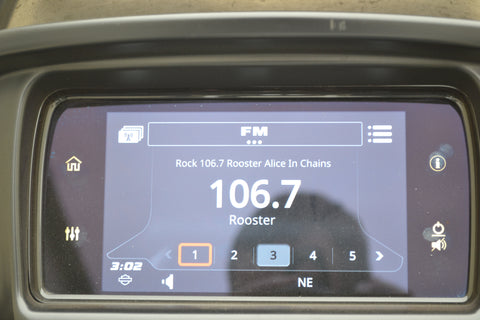 FM
Rock 106.7 Rooster Alice In Chains
106.7
Rooster
1 2 3 4 5
3:02
NE